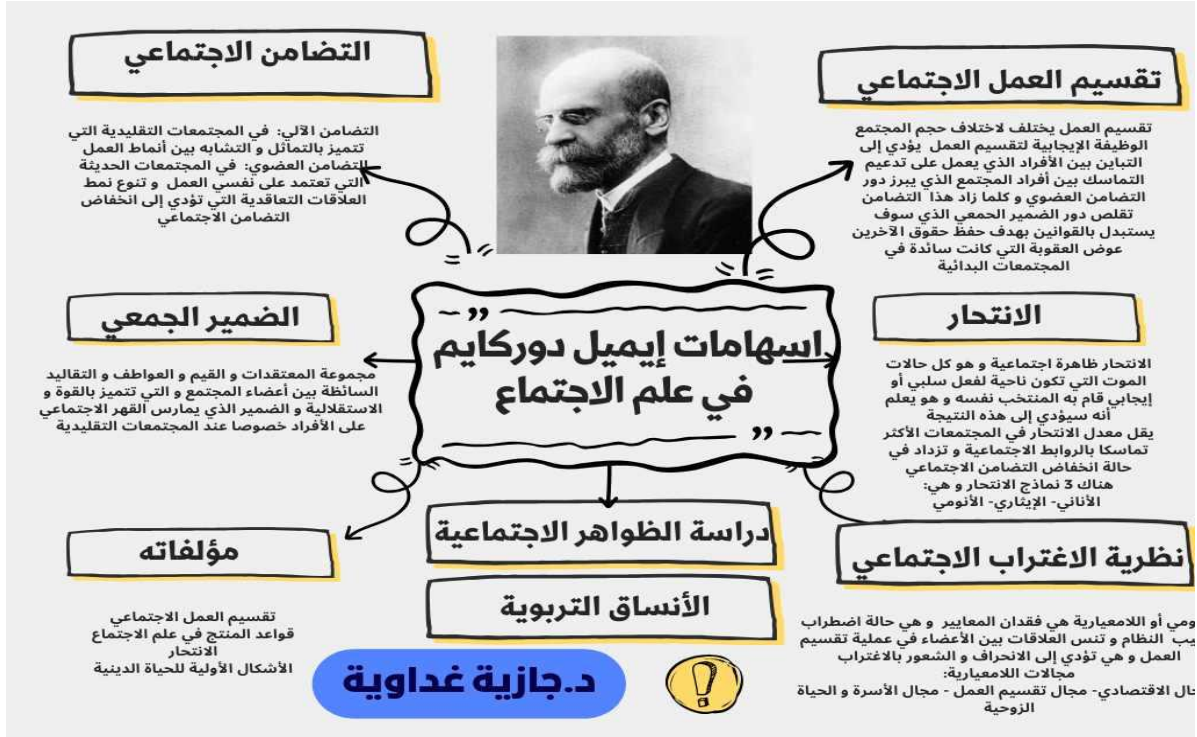 التضامن الاجتماعي
التضامن الآلي: في المجتمعات التقليدية التي
تتميز بالتماثل و التشابه بين أنماط العمل
التضامن العضوي: في المجتمعات الحديثة
التي تعتمد على نفسي العمل و تنوع نمط
العلاقات التعاقدية التي تؤدي إلى انخفاض
التضامن الاجتماعي
تقسيم العمل الاجتماعي
تقسيم العمل يختلف لاختلاف حجم المجتمع
الوظيفة الإيجابية لتقسيم العمل يؤدي إلى
التباين بين الأفراد الذي يعمل على تدعيم
التماسك بين أفراد المجتمع الذي يبرز دور
التضامن العضوي و كلما زاد هذا التضامن
تقلص دور الضمير الجمعي الذي سوف
يستبدل بالقوانين بهدف حفظ حقوق الآخرين
عوض العقوبة التي كانت سائدة في
المجتمعات البدائية
اسهامات إيميل دوركايم
في علم الاجتماع
الضمير الجمعي
مجموعة المعتقدات و القيم و العواطف و التقاليد
السائظة بين أعضاء المجتمع و التي تتميز بالقوة و
الاستقلالية و الضمير الذي يمارس القهر الاجتماعي
على الأفراد خصوصا عند المجتمعات التقليدية
الانتحار
الانتحار ظاهرة اجتماعية و هو كل حالات
الموت التي تكون ناحية لفعل سلبي أو
إيجابي قام به المنتخب نفسه و هو يعلم
أنه سيؤدي إلى هذه النتيجة
يقل معدل الانتحار في المجتمعات الأكثر
تماسكا بالروابط الاجتماعية و تزداد في
حالة انخفاض التضامن الاجتماعي
هناك 3 نماذج الانتحار و هي:
الأناني- الإيثاري- الأنومي
مؤلفاته
تقسيم العمل الاجتماعي
قواعد المنتج في علم الاجتماع
الانتحار
الأشكال الأولية للحياة الدينية
دراسة الظواهر الاجتماعية
الأنساق التربوية
نظرية الاغتراب الاجتماعي
أو اللامعيارية هي فقدان المعايير و هي حالة اضطراب
النظام و تنس العلاقات بين الأعضاء في عملية تقسيم
العمل و هي تؤدي إلى الانحراف و الشعور بالاغتراب
مجالات اللامعيارية:
الاقتصادي- مجال تقسيم العمل - مجال الأسرة و الحياة
الزوجية
د.جازية غداوية